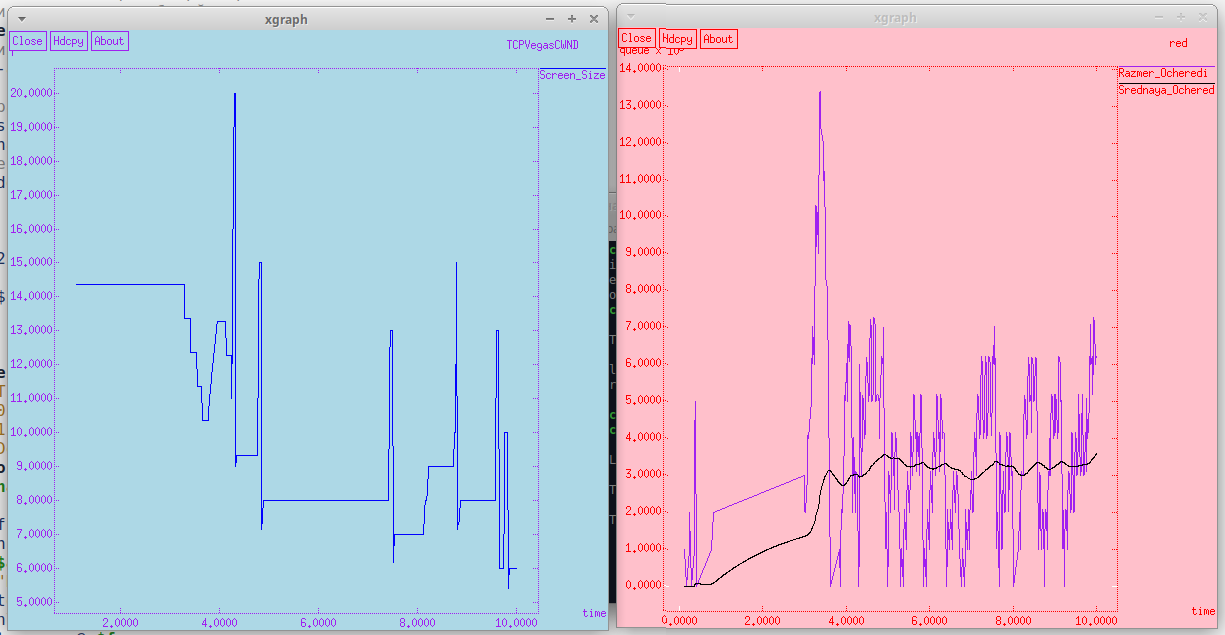 xgraph
Close Hdcpy About
TCPVegasCWND
Screen_Size
20.0000
19.0000
18.0000
17.0000
16.0000
15.0000
14.0000
13.0000
12.0000
11.0000
10.0000
9.0000
8.0000
7.0000
6.0000
5.0000
time
2.0000 4.0000 6.0000 8.0000 10.0000
xgraph
Close Hdcpy About
red
Razmer_Ocheredi
Srednaya_Ochered
14.0000
13.0000
12.0000
11.0000
10.0000
9.0000
8.0000
7.0000
6.0000
5.0000
4.0000
3.0000
2.0000
1.0000
0.0000
time
0.0000 2.0000 4.0000 6.0000 8.0000 10.0000